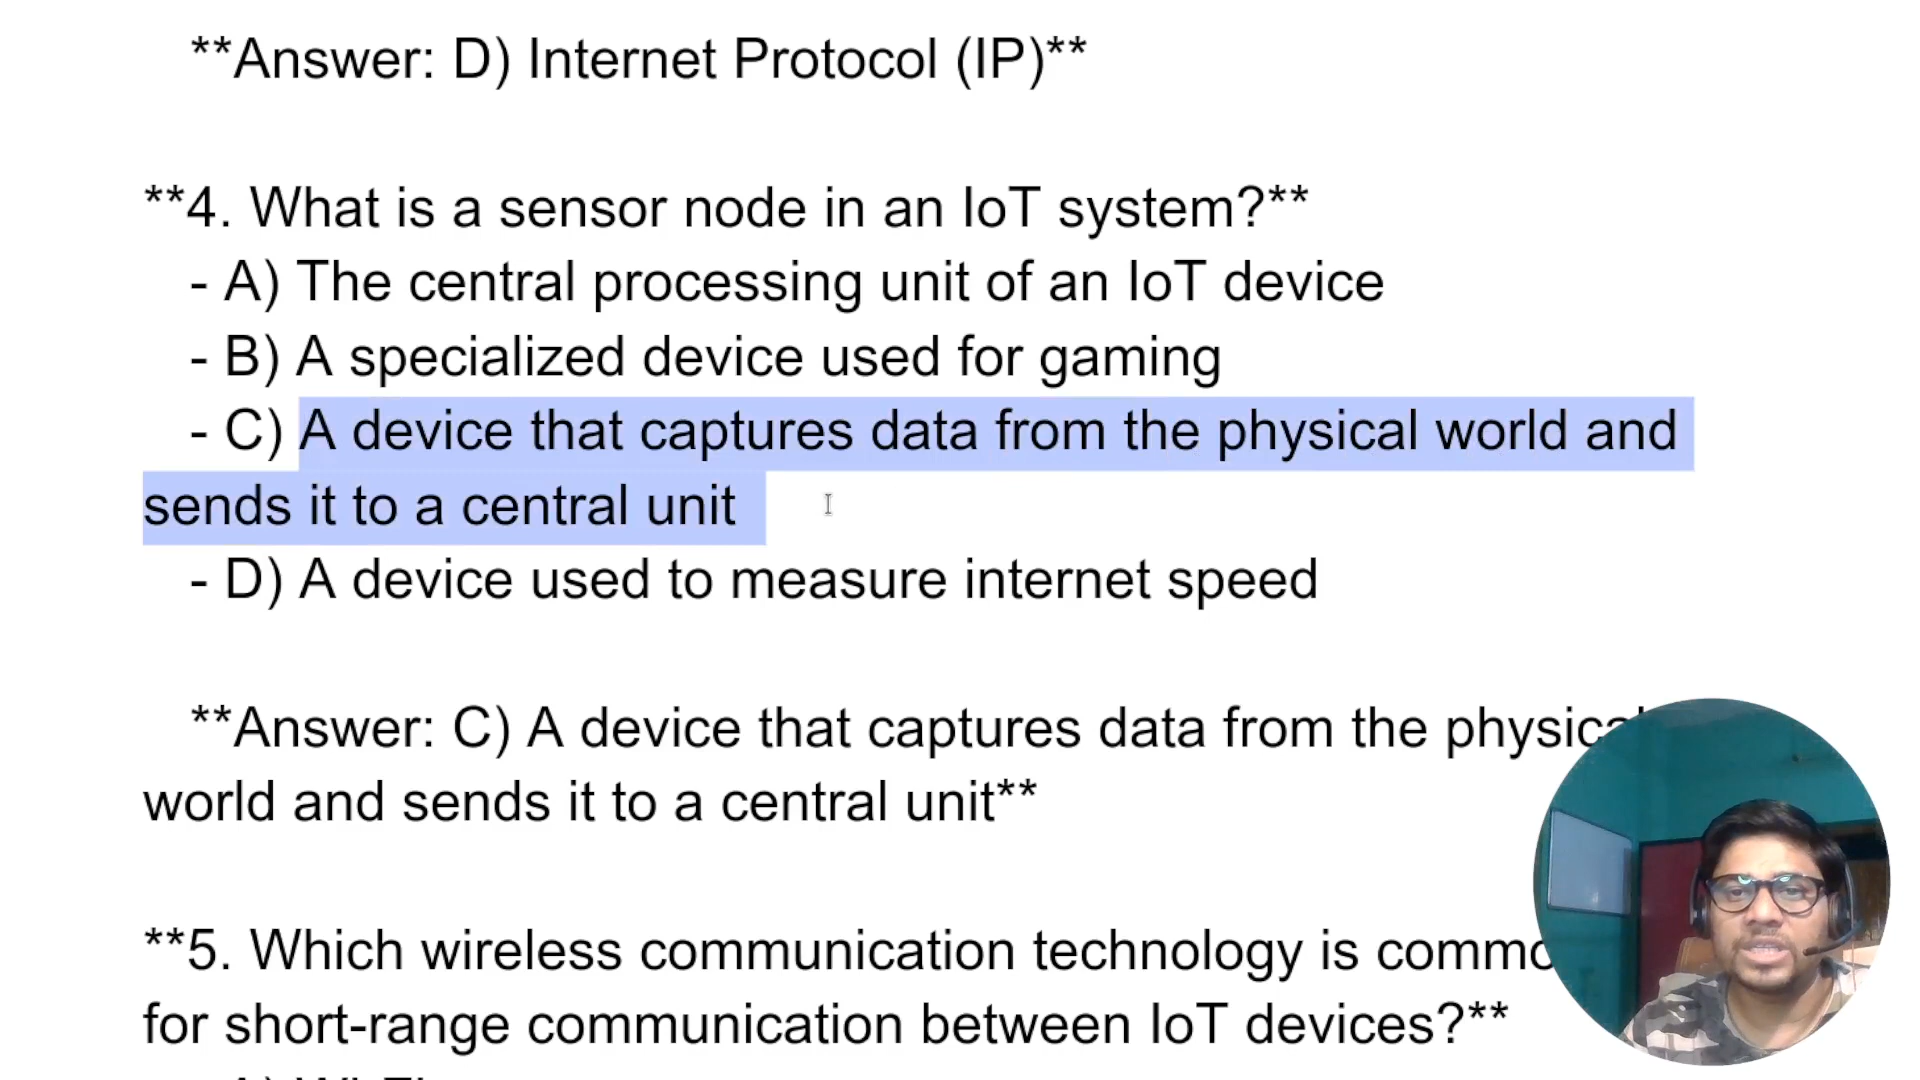 **Answer: D) Internet Protocol (IP)**
**4. What is a sensor node in an IoT system?**
- A) The central processing unit of an IoT device
- B) A specialized device used for gaming
- C) A device that captures data from the physical world and
sends it to a central unit
- D) A device used to measure internet speed
**Answer: C) A device that captures data from the physical
world and sends it to a central unit**
**5. Which wireless communication technology is
for short-range communication between IoT devices?**